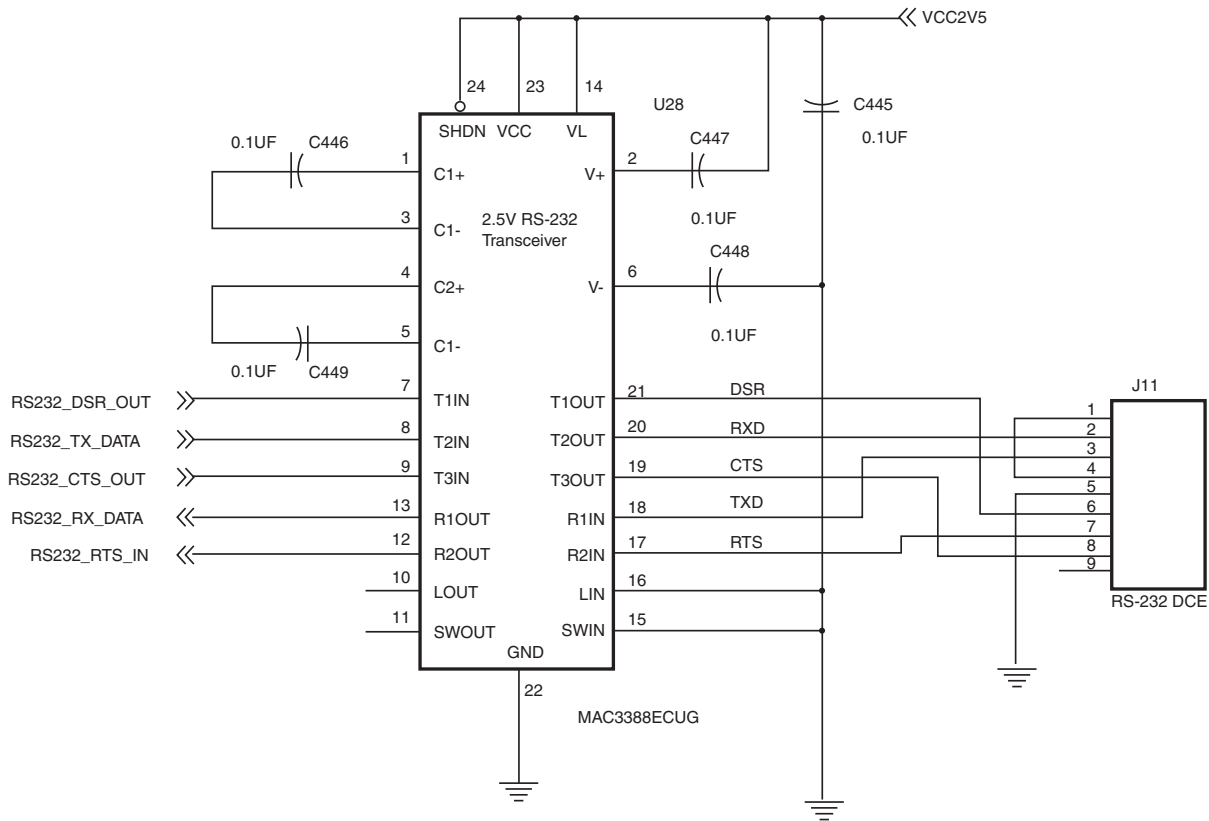 VCC2V5
24
23
14
U28
C445
0.1UF
SHDN VCC VL
0.1UF C446
C447
1
C1+
2
V+
3
C1-
2.5V RS-232
Transceiver
0.1UF
C448
4
C2+
6
V-
5
C1-
0.1UF
0.1UF C449
J11
RS232_DSR_OUT
7
T1IN
T1OUT
21
DSR
1
RS232_TX_DATA
8
T2IN
T2OUT
20
RXD
2
3
RS232_CTS_OUT
9
T3IN
T3OUT
19
CTS
4
5
RS232_RX_DATA
13
R1OUT
R1IN
18
TXD
6
RS232_RTS_IN
12
R2OUT
R2IN
17
RTS
7
8
10
LOUT
LIN
16
9
RS-232 DCE
11
SWOUT
SWIN
15
GND
22
MAC3388ECUG